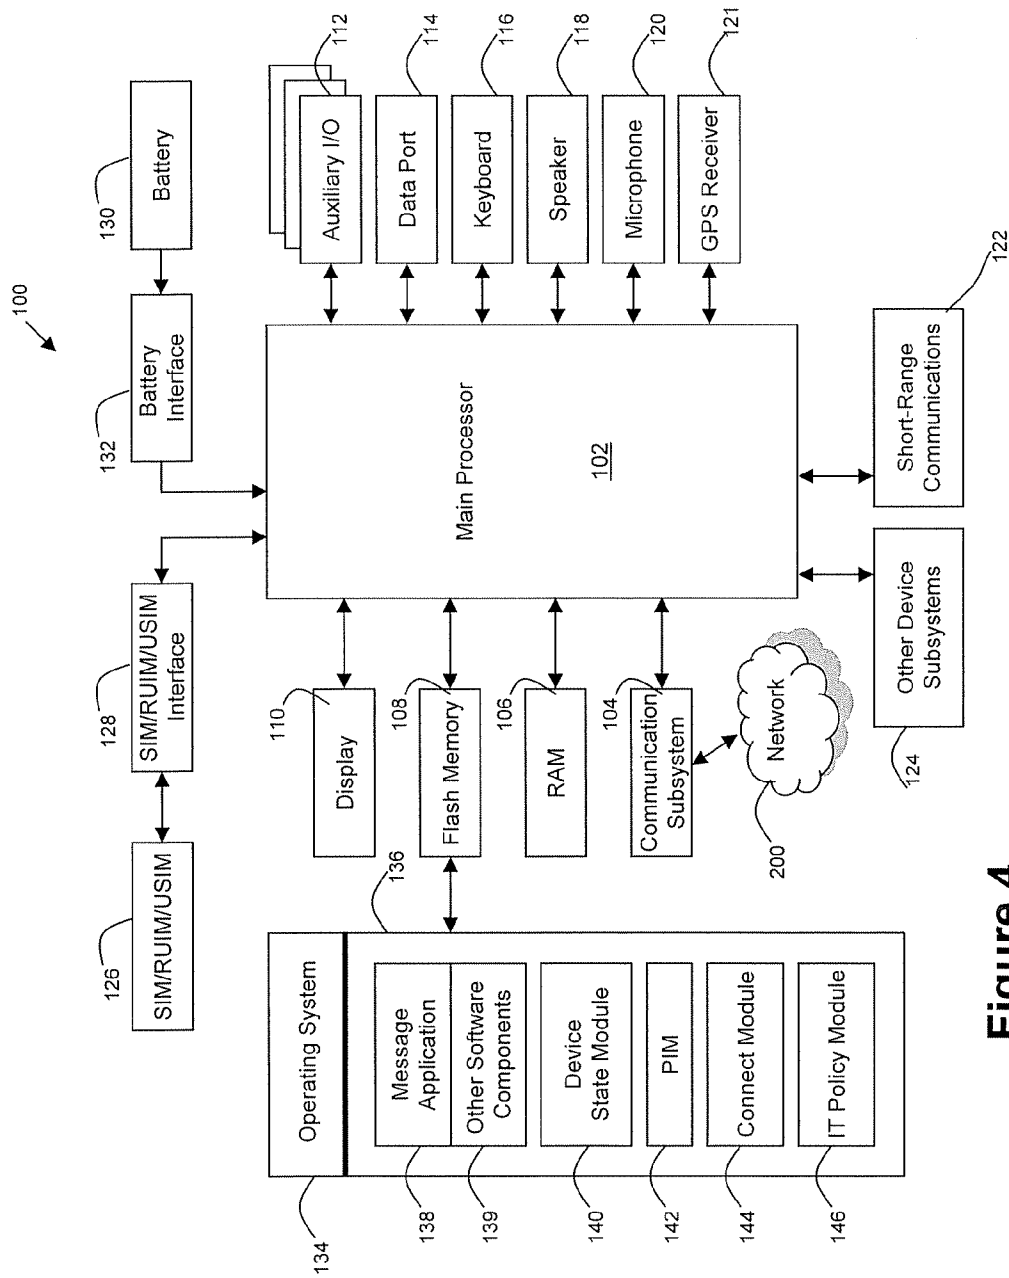 100
126
SIM/RUIM/USIM
128
SIM/RUIM/USIM
Interface
132
Battery
Interface
130
Battery
134
Operating System
136
Message
Application
138
Other Software
Components
139
Device
State Module
140
PIM
142
Connect Module
144
IT Policy Module
146
110
Display
108
Flash Memory
106
RAM
104
Communication
Subsystem
Network
200
Main Processor
102
112
Auxiliary I/O
114
Data Port
116
Keyboard
118
Speaker
120
Microphone
121
GPS Receiver
124
Other Device
Subsystems
122
Short-Range
Communications
Figure 4